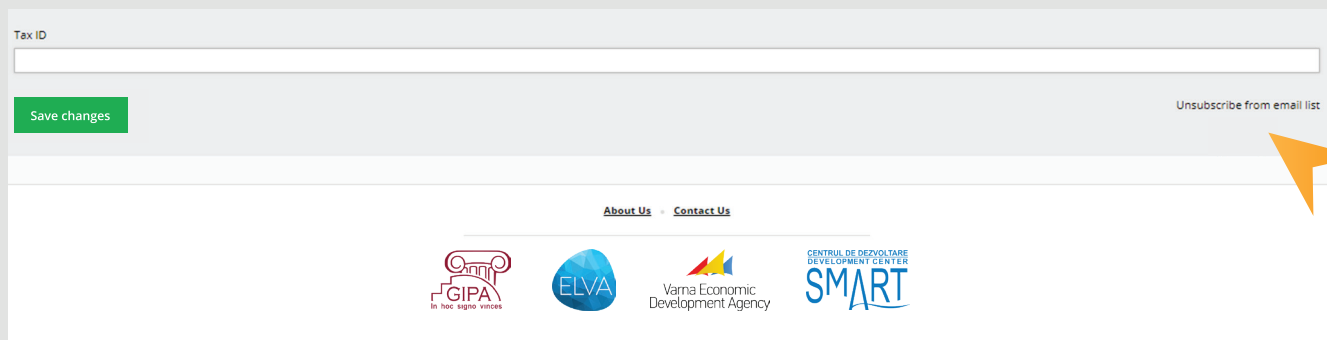 Tax ID
Save changes
Unsubscribe from email list
About Us
Contact Us
GIPA
In hoc signo vinces
ELVA
Varna Economic
Development Agency
CENTRUL DE DEZVOLTARE
DEVELOPMENT CENTER
SMART